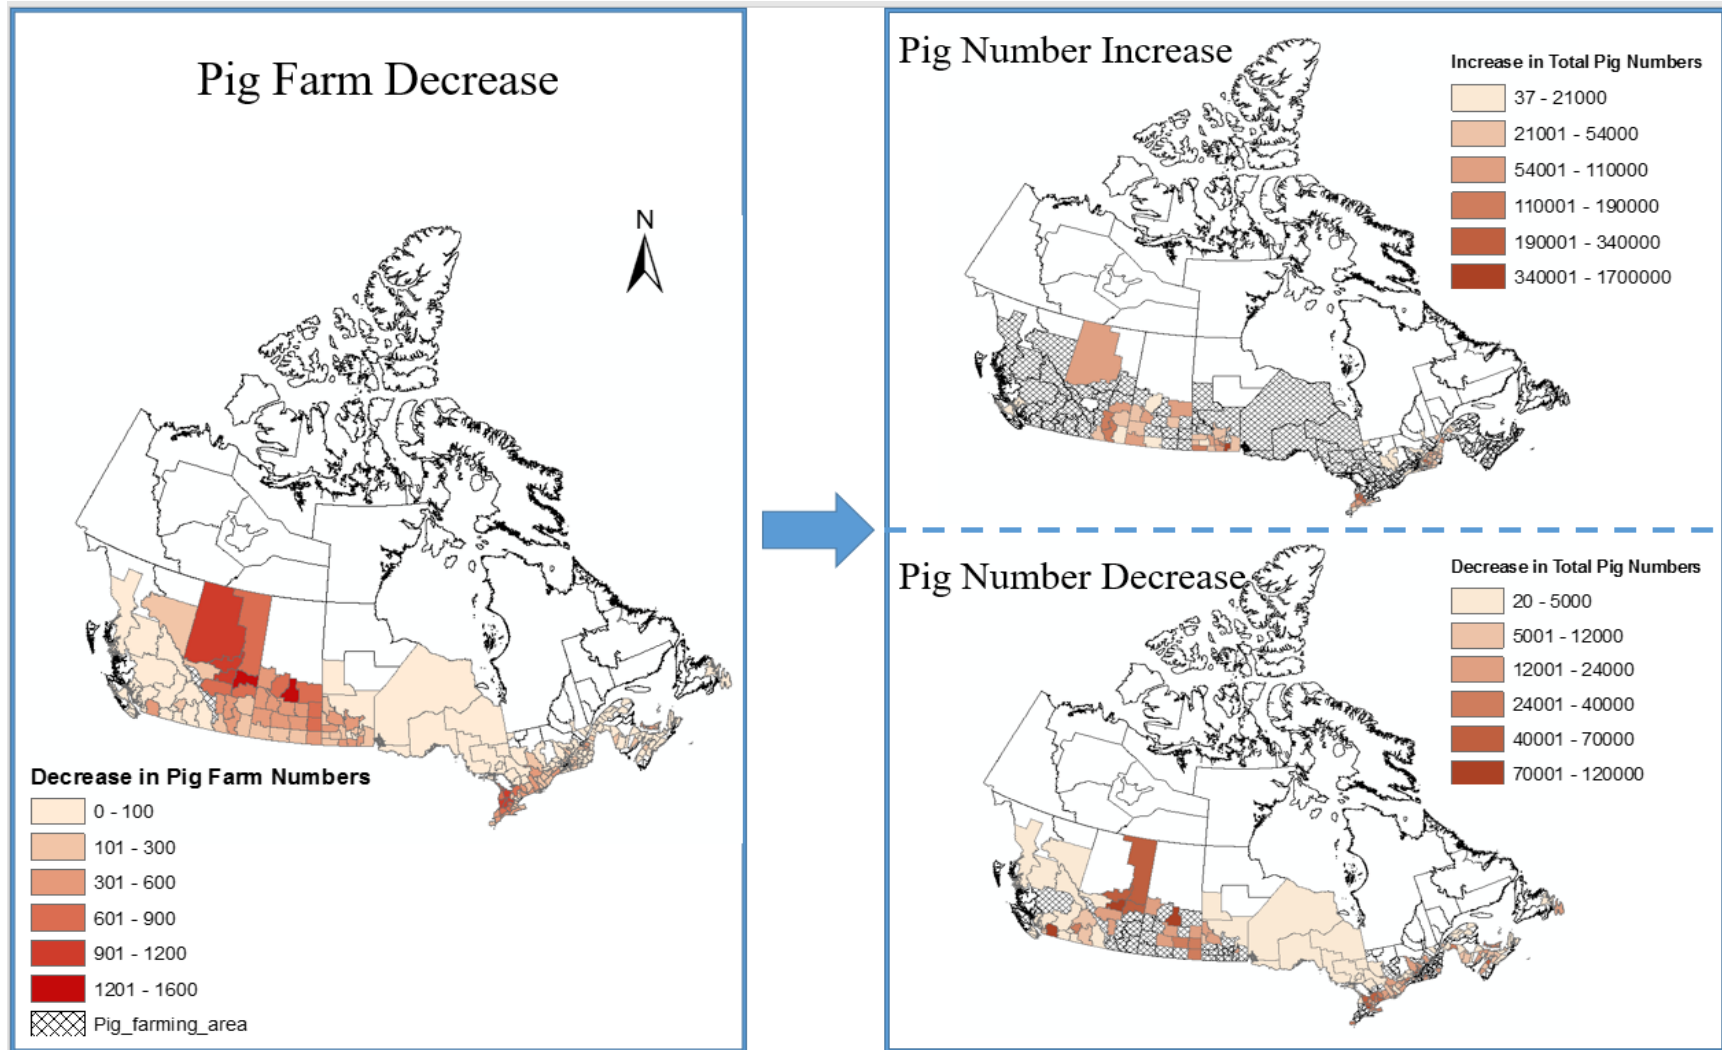 Pig Farm Decrease
N
Decrease in Pig Farm Numbers
0 - 100
101 - 300
301 - 600
601 - 900
901 - 1200
1201 - 1600
Pig_farming_area
Pig Number Increase
Increase in Total Pig Numbers
37 - 21000
21001 - 54000
54001 - 110000
110001 - 190000
190001 - 340000
340001 - 1700000
Pig Number Decrease
Decrease in Total Pig Numbers
20 - 5000
5001 - 12000
12001 - 24000
24001 - 40000
40001 - 70000
70001 - 120000